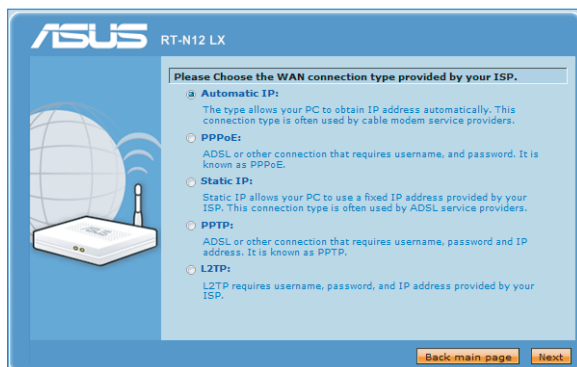 ASUS RT-N12 LX
Please Choose the WAN connection type provided by your ISP.
Automatic IP:
The type allows your PC to obtain IP address automatically. This
connection type is often used by cable modem service providers.
PPPoE:
ADSL or other connection that requires username, and password. It is
known as PPPoE.
Static IP:
Static IP allows your PC to use a fixed IP address provided by your
ISP. This connection type is often used by ADSL service providers.
PPTP:
ADSL or other connection that requires username, password and IP
address. It is known as PPTP.
L2TP:
L2TP requires username, password, and IP address provided by your
ISP.
Back main page Next